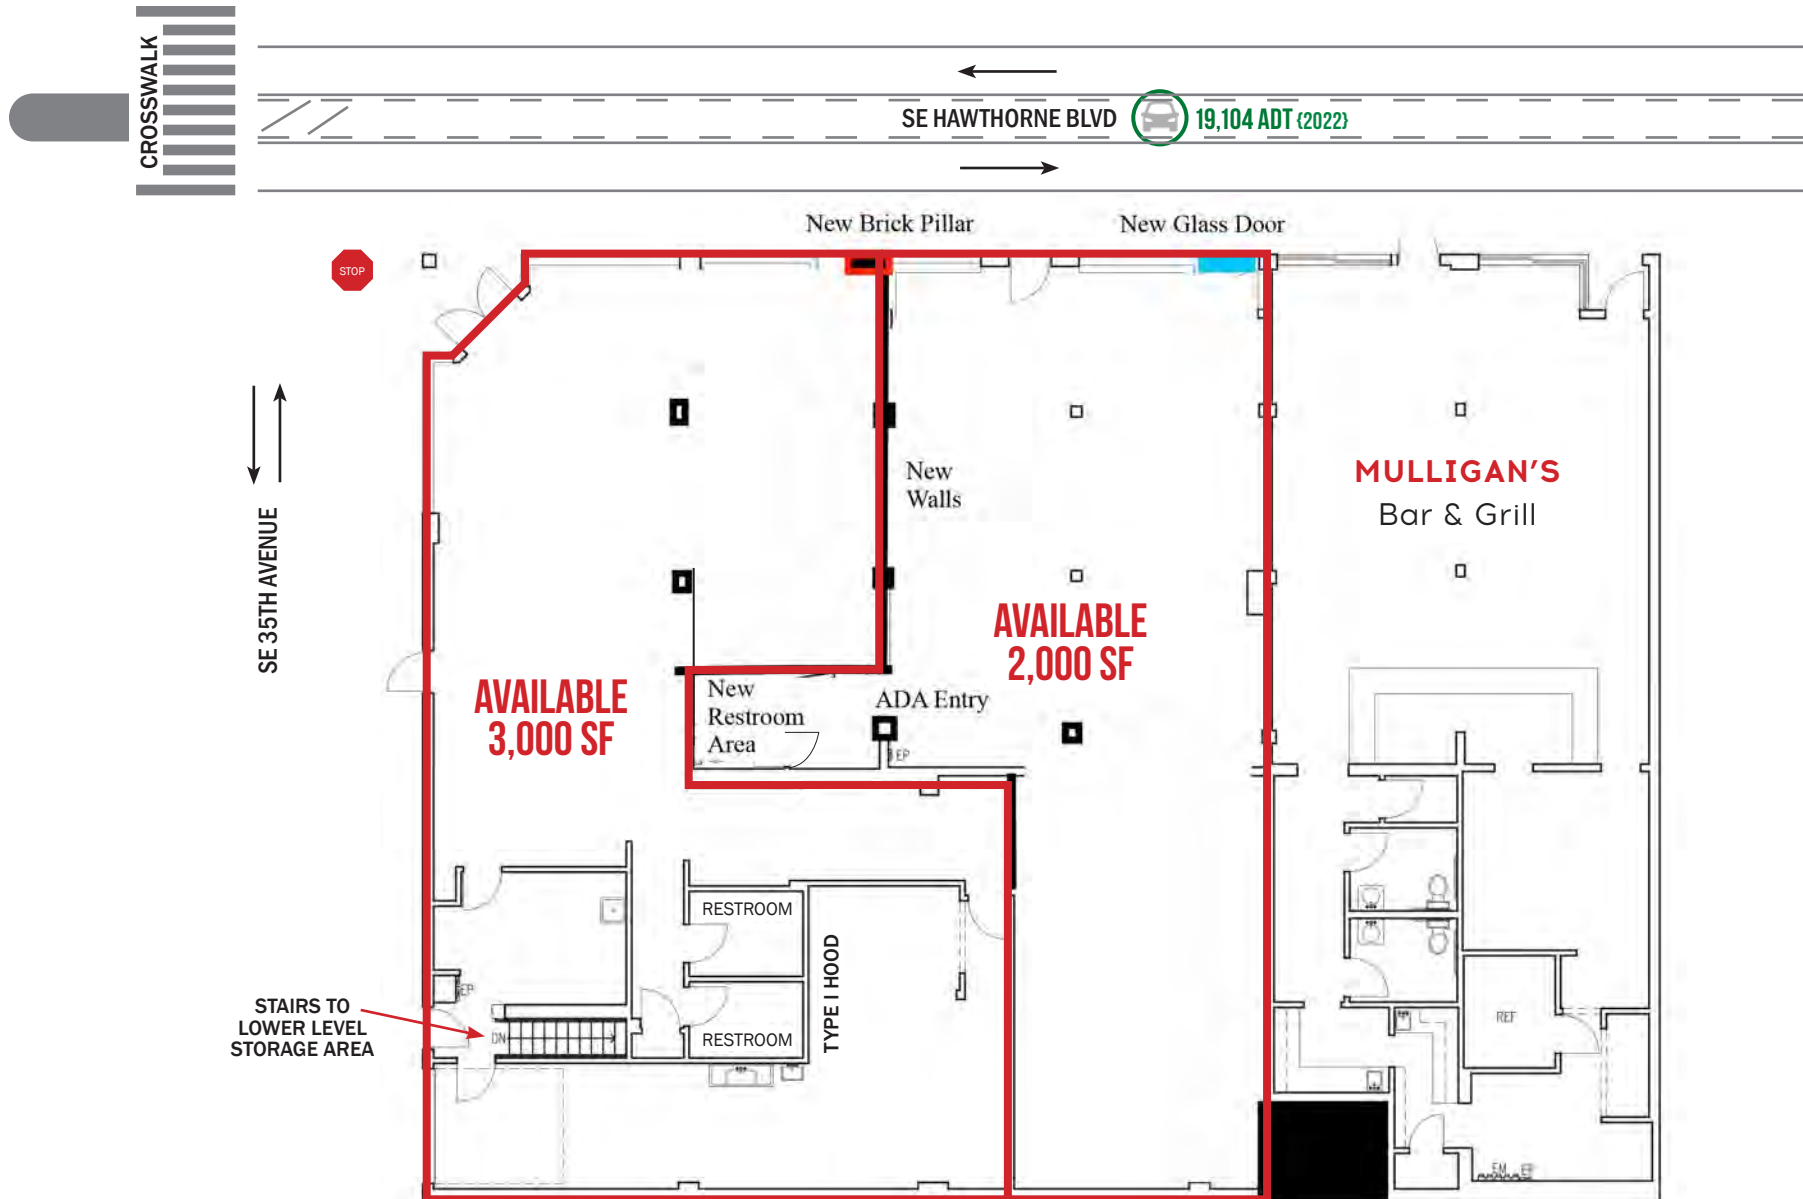 CROSSWALK
SE HAWTHORNE BLVD
19,104 ADT {2022}
New Brick Pillar
New Glass Door
STOP
SE 35TH AVENUE
New
Walls
MULLIGAN'S
Bar & Grill
AVAILABLE
2,000 SF
AVAILABLE
3,000 SF
New
Restroom
Area
ADA Entry
EP
RESTROOM
TYPE I HOOD
EP
STAIRS TO
LOWER LEVEL
STORAGE AREA
DN
RESTROOM
REF
EM
EP